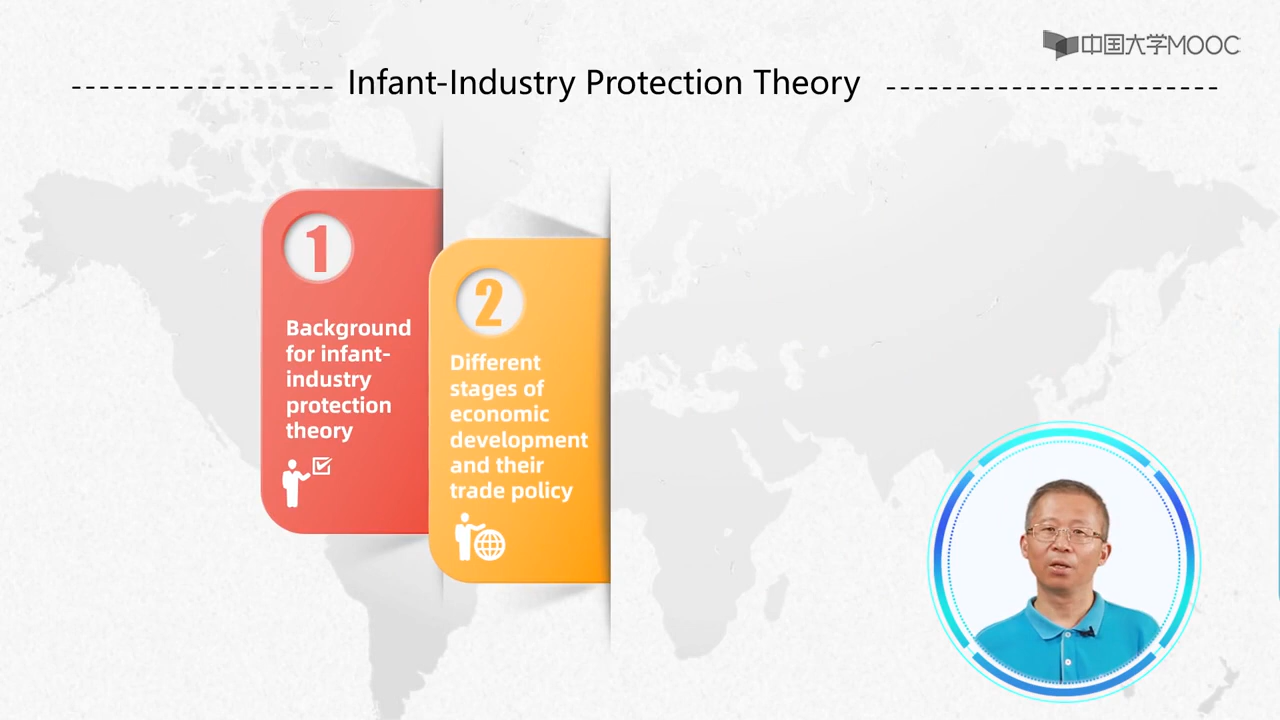 中国大学MOOC
Infant-Industry Protection Theory
1
Background
for infant-
industry
protection
theory
2
Different
stages of
economic
development
and their
trade policy